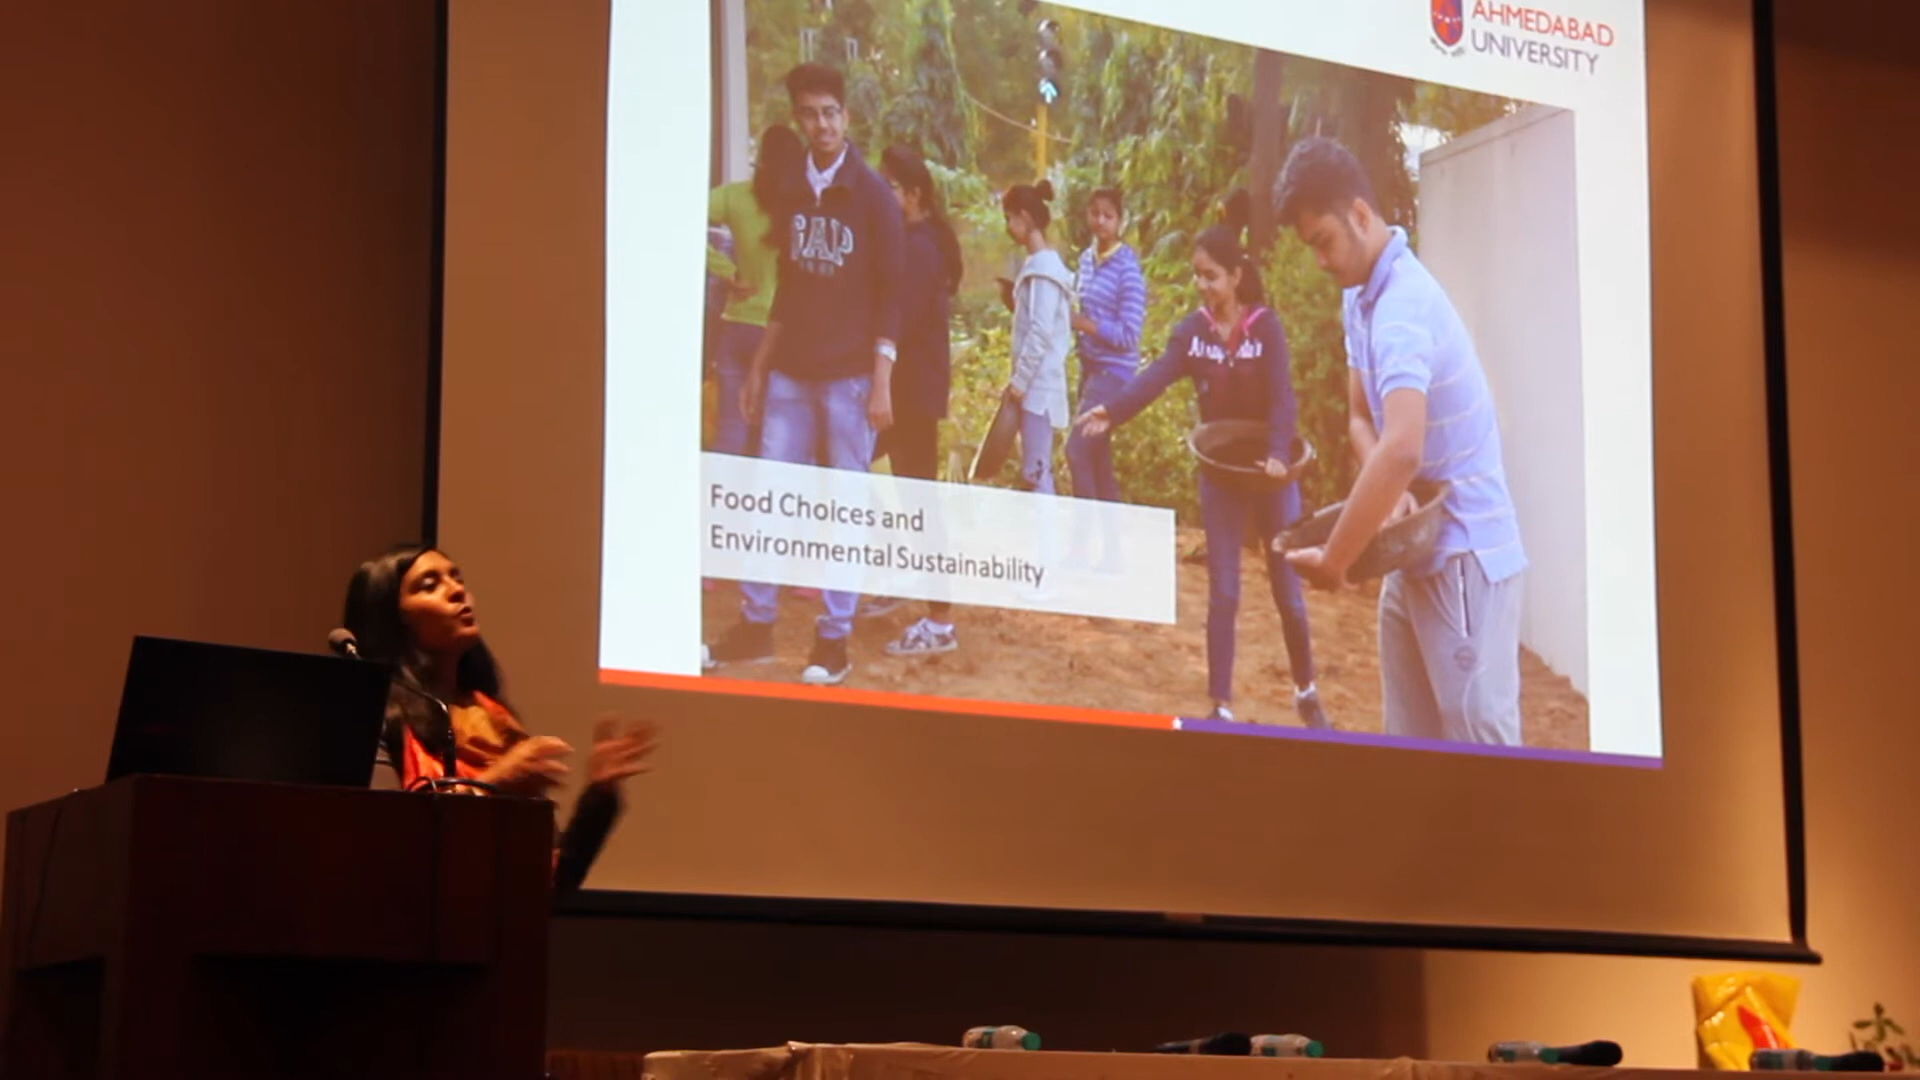 AHMEDABAD
UNIVERSITY
GAP
Food Choices and
Environmental Sustainability